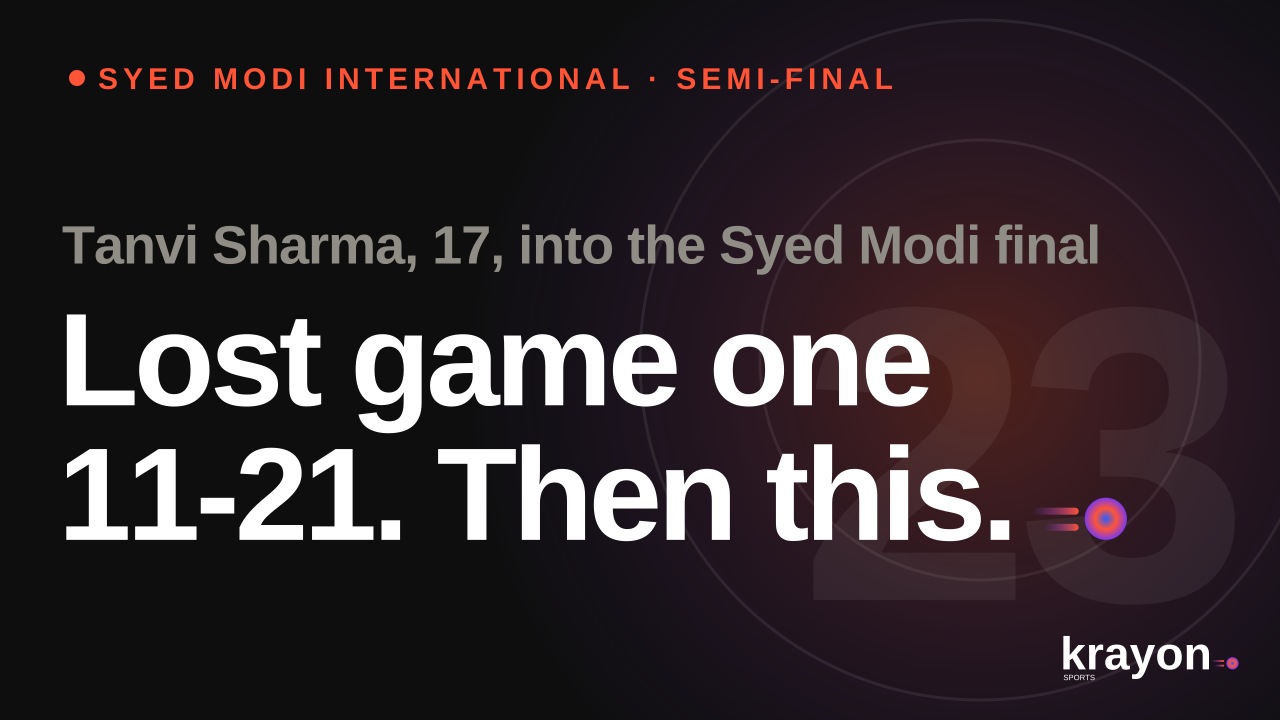 SYED MODI INTERNATIONAL · SEMI-FINAL
Tanvi Sharma, 17, into the Syed Modi final
Lost game one
11-21. Then this.
23
krayon
SPORTS